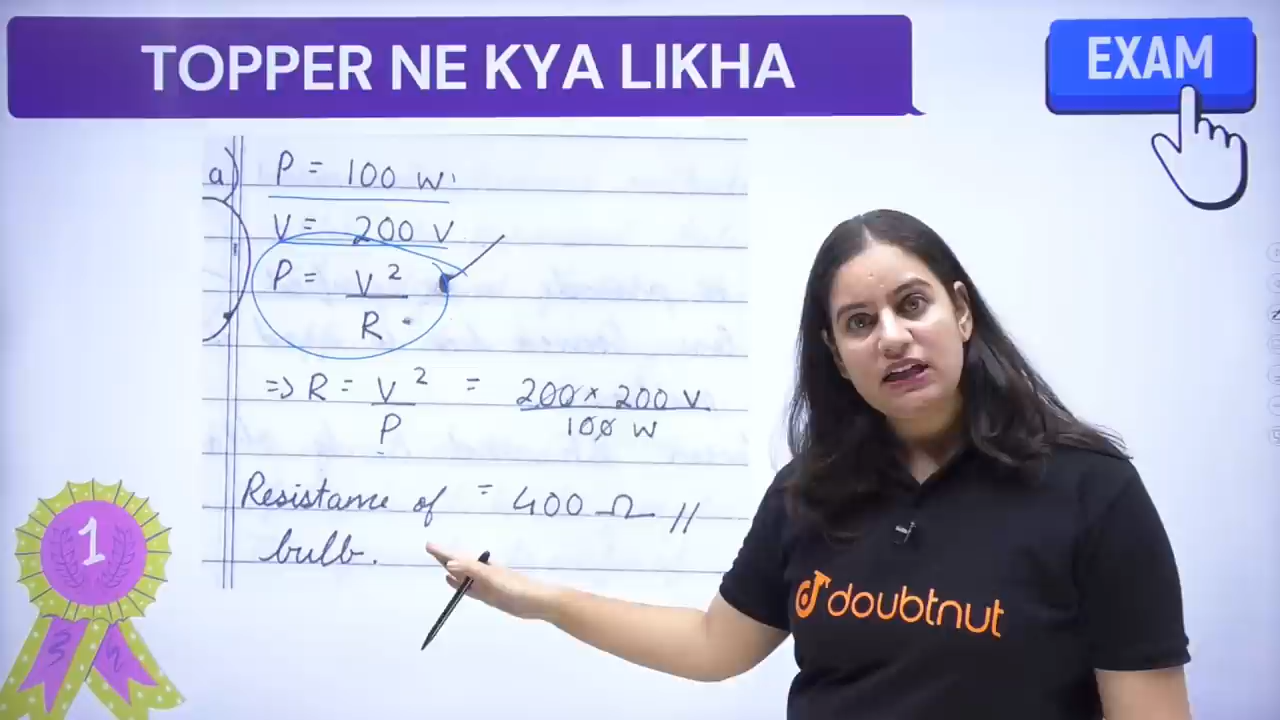 TOPPER NE KYA LIKHA
EXAM
a) P = 100 W
V = 200 V
P = V²
R
⇒ R = V² = 200 x 200 V
P 100 W
Resistance of = 400 Ω //
bulb.
1
doubtnut